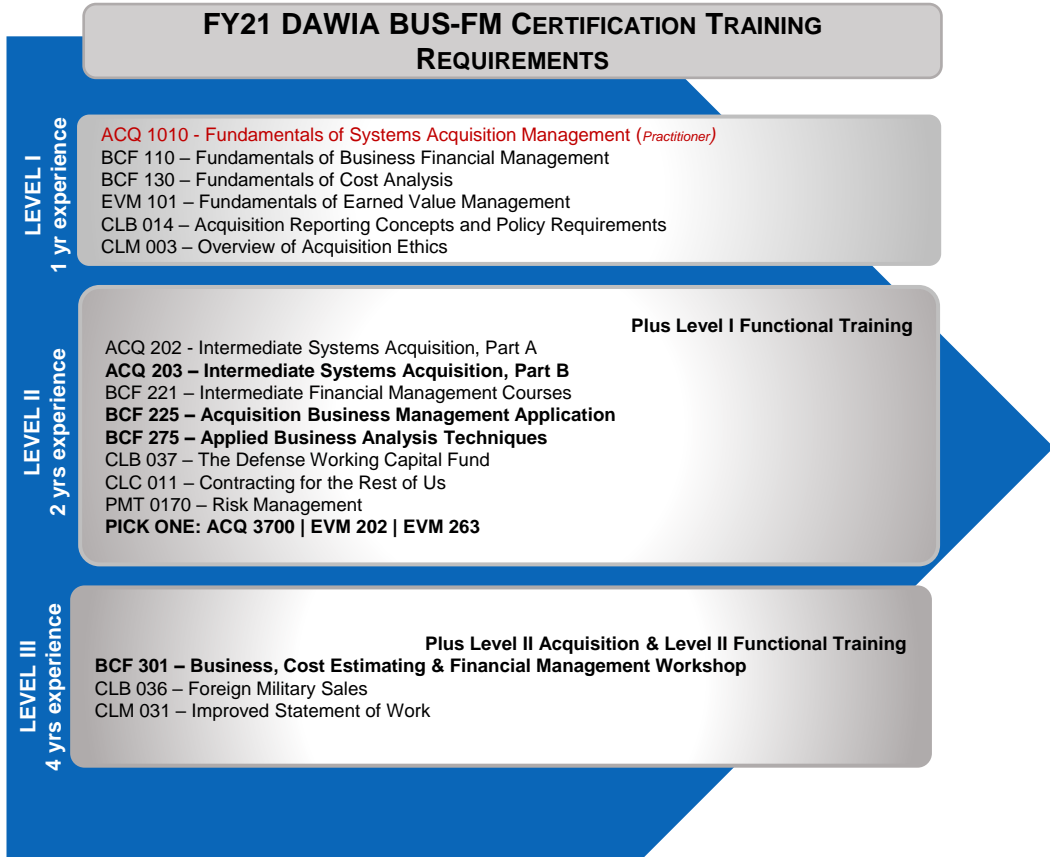 FY21 DAWIA BUS-FM CERTIFICATION TRAINING
REQUIREMENTS
LEVEL I
1 yr experience
ACQ 1010 - Fundamentals of Systems Acquisition Management (Practitioner)
BCF 110 – Fundamentals of Business Financial Management
BCF 130 – Fundamentals of Cost Analysis
EVM 101 – Fundamentals of Earned Value Management
CLB 014 – Acquisition Reporting Concepts and Policy Requirements
CLM 003 – Overview of Acquisition Ethics
LEVEL II
2 yrs experience
Plus Level I Functional Training
ACQ 202 - Intermediate Systems Acquisition, Part A
ACQ 203 – Intermediate Systems Acquisition, Part B
BCF 221 – Intermediate Financial Management Courses
BCF 225 – Acquisition Business Management Application
BCF 275 – Applied Business Analysis Techniques
CLB 037 – The Defense Working Capital Fund
CLC 011 – Contracting for the Rest of Us
PMT 0170 – Risk Management
PICK ONE: ACQ 3700 | EVM 202 | EVM 263
LEVEL III
4 yrs experience
Plus Level II Acquisition & Level II Functional Training
BCF 301 – Business, Cost Estimating & Financial Management Workshop
CLB 036 – Foreign Military Sales
CLM 031 – Improved Statement of Work